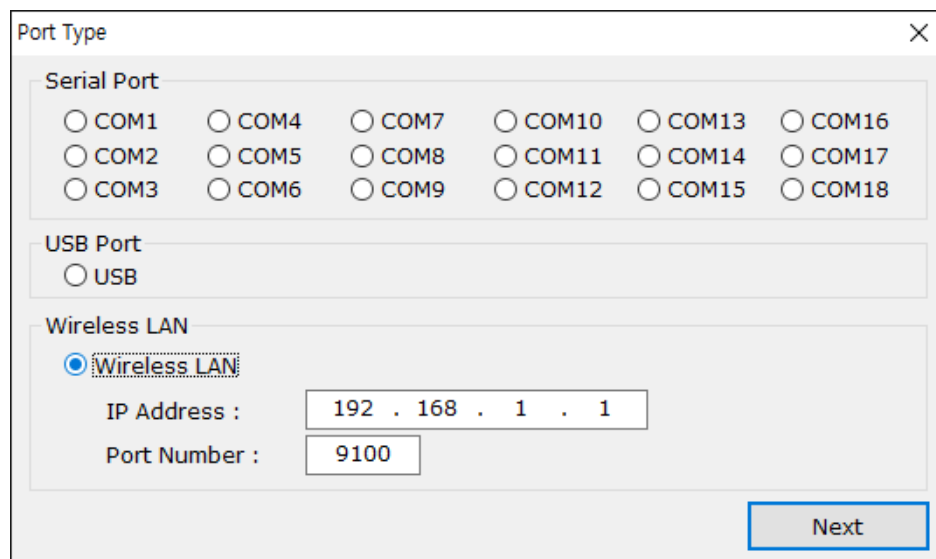 Port Type
Serial Port
COM1 COM4 COM7 COM10 COM13 COM16
COM2 COM5 COM8 COM11 COM14 COM17
COM3 COM6 COM9 COM12 COM15 COM18
USB Port
USB
Wireless LAN
Wireless LAN
IP Address : 192 . 168 . 1 . 1
Port Number : 9100
Next